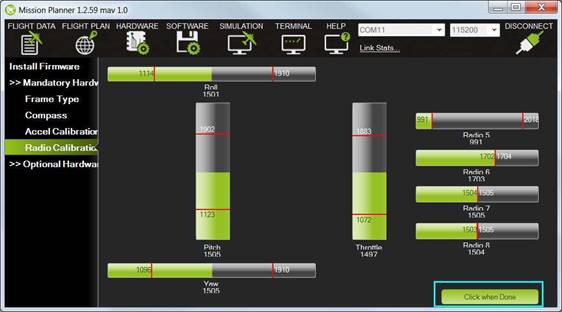 Mission Planner 1.2.59 mav 1.0
FLIGHT DATA FLIGHT PLAN HARDWARE SOFTWARE SIMULATION TERMINAL HELP COM11 115200 DISCONNECT
Link Stats...
Install Firmware
>> Mandatory Hardw
Frame Type
Compass
Accel Calibration
Radio Calibratio
>> Optional Hardwa
1114 1910
Roll
1501
1902
1123
Pitch
1505
1883
1072
Throttle
1497
1096 1910
Yaw
1505
991 2018
Radio 5
991
1702 1704
Radio 6
1703
1504 1505
Radio 7
1505
1503 1505
Radio 8
1504
Click when Done